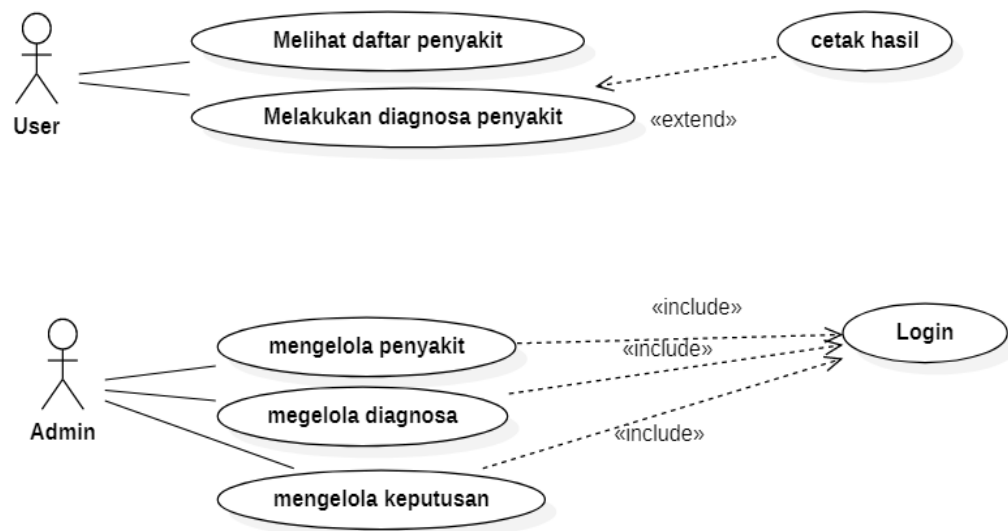 Melihat daftar penyakit
cetak hasil
Melakukan diagnosa penyakit
«extend»
User
«include»
Login
mengelola penyakit
«include»
megelola diagnosa
Admin
«include»
mengelola keputusan